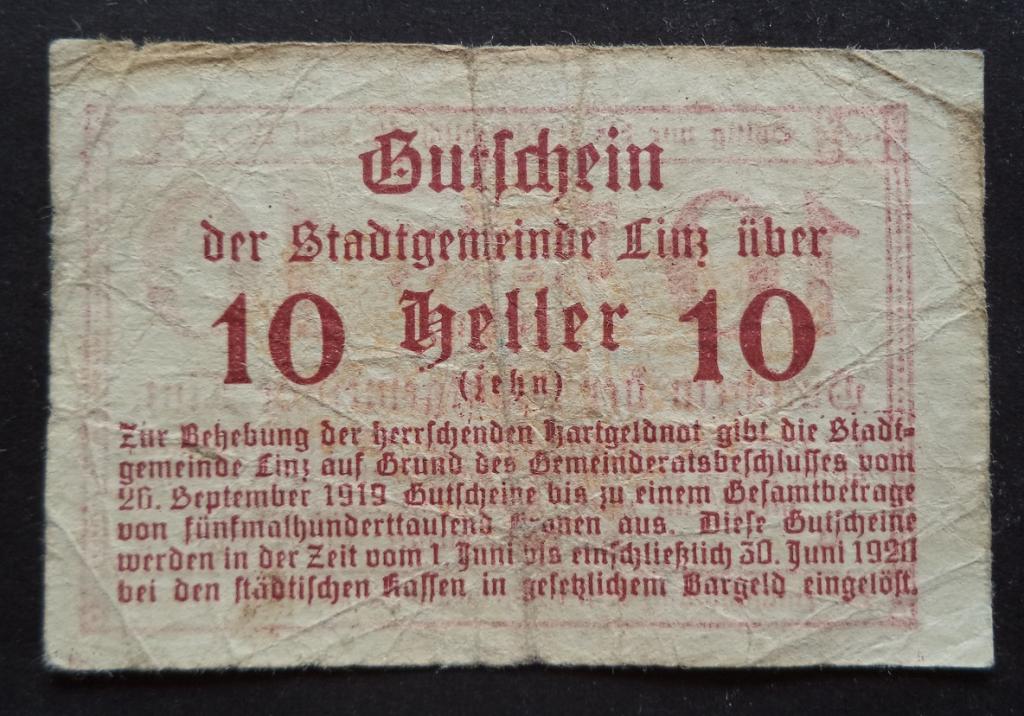 Gutschein
der Stadtgemeinde Linz über
10 Heller 10
(zehn)
Zur Behebung der herrschenden Hartgeldnot gibt die Stadt=
gemeinde Linz auf Grund des Gemeinderatsbeschlusses vom
26. September 1919 Gutscheine bis zu einem Gesamtbetrage
von fünfmalhunderttausend Kronen aus. Diese Gutscheine
werden in der Zeit vom 1. Juni bis einschließlich 30. Juni 1920
bei den städtischen Kassen in gesetzlichem Bargeld eingelöst.